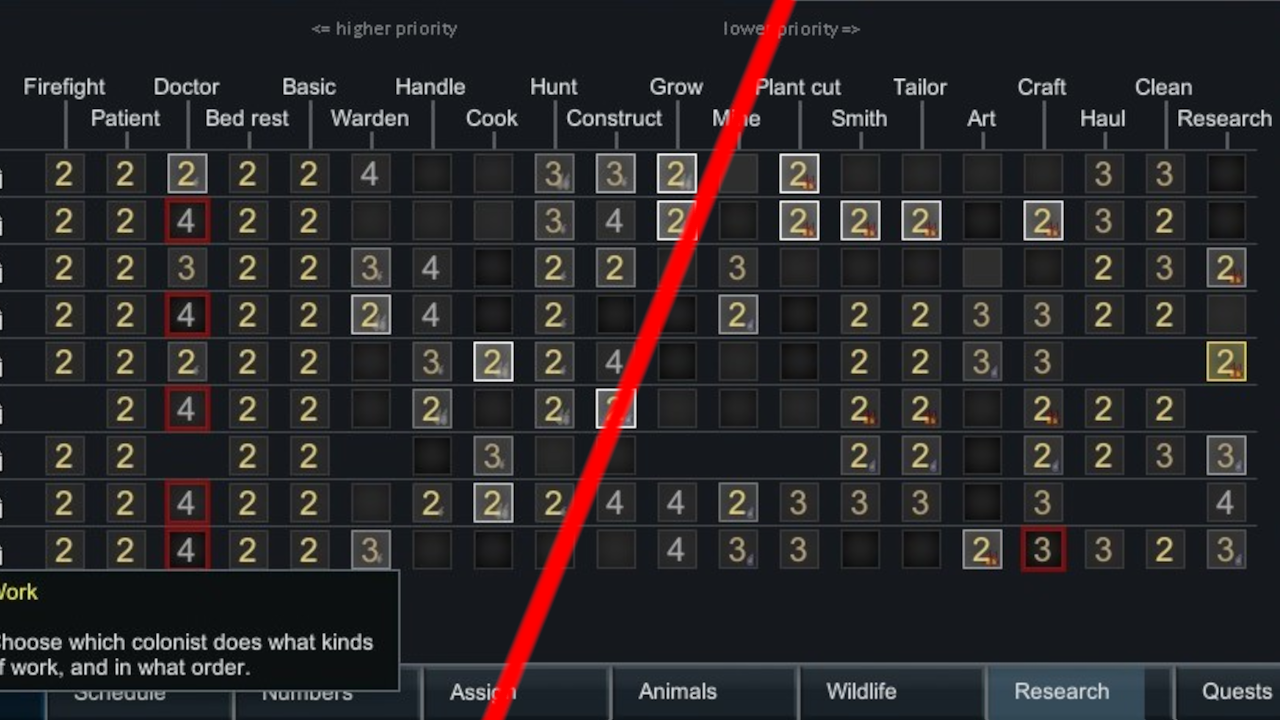 <= higher priority lower priority =>
Firefight Doctor Basic Handle Hunt Grow Plant cut Tailor Craft Clean
Patient Bed rest Warden Cook Construct Mine Smith Art Haul Research
2 2 2 2 2 4 3 3 2 2 3 3
2 2 4 2 2 3 4 2 2 2 2 2 3 2
2 2 3 2 2 3 4 2 2 3 2 3 2
2 2 4 2 2 2 4 2 2 2 2 3 3 2 2
2 2 2 2 2 3 2 2 4 2 2 3 3 2
2 4 2 2 2 2 2 2 2 2 2
2 2 2 2 3 2 2 2 2 3 3
2 2 4 2 2 2 2 2 4 4 2 3 3 3 3 4
2 2 4 2 2 3 4 3 3 2 3 3 2 3
Work
Choose which colonist does what kinds
of work, and in what order.
Schedule Numbers Assign Animals Wildlife Research Quests